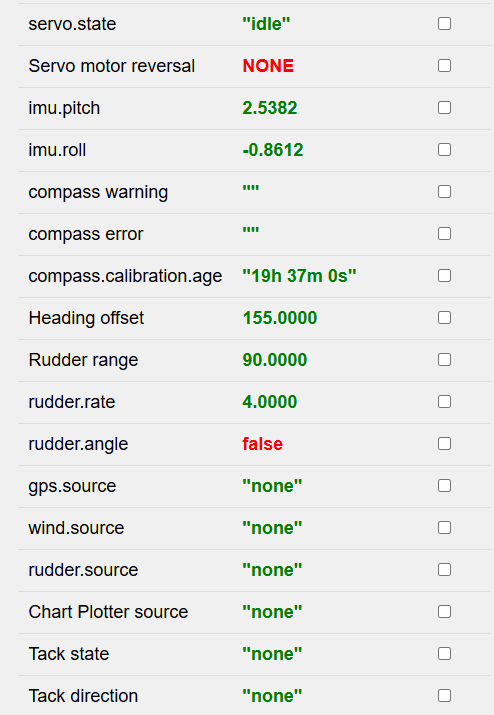 servo.state "idle"
Servo motor reversal NONE
imu.pitch 2.5382
imu.roll -0.8612
compass warning ""
compass error ""
compass.calibration.age "19h 37m 0s"
Heading offset 155.0000
Rudder range 90.0000
rudder.rate 4.0000
rudder.angle false
gps.source "none"
wind.source "none"
rudder.source "none"
Chart Plotter source "none"
Tack state "none"
Tack direction "none"